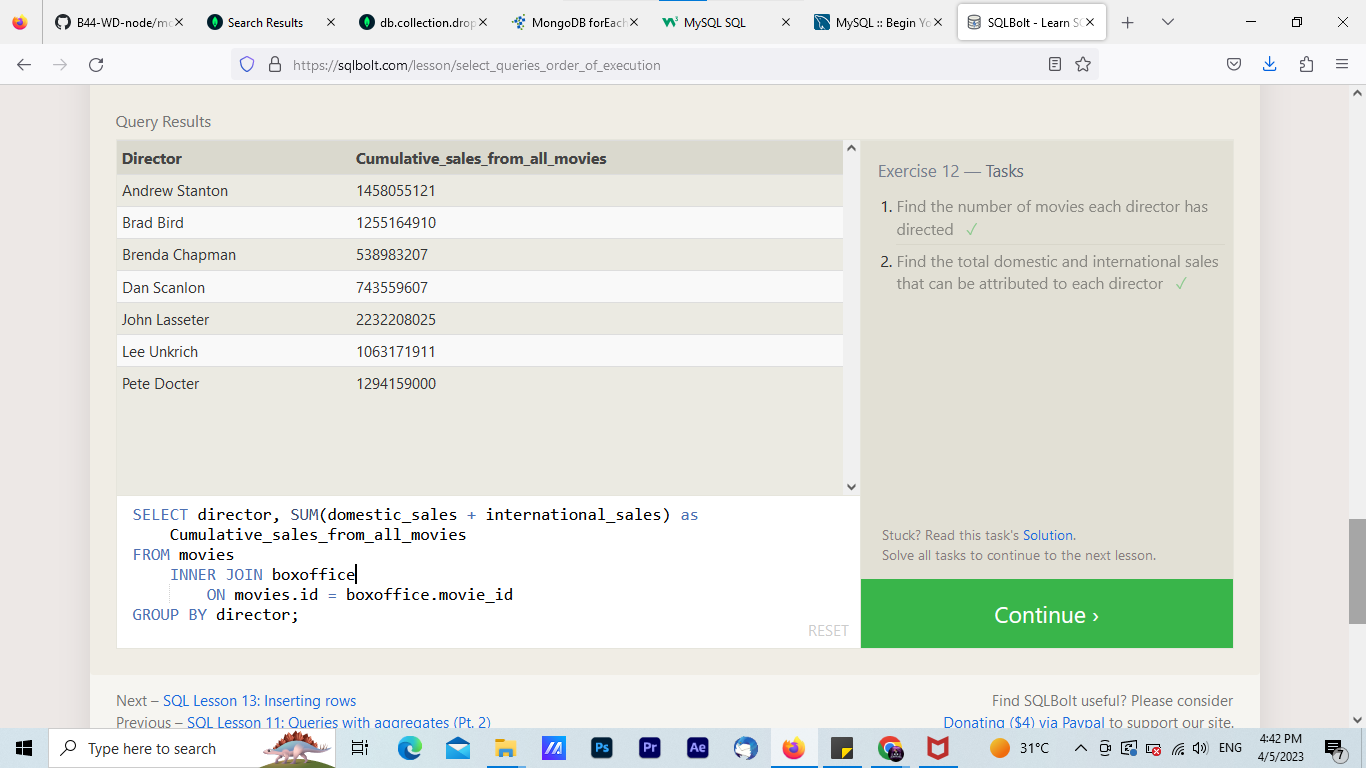 B44-WD-node/mo
Search Results
db.collection.drop
MongoDB forEach
MySQL SQL
MySQL :: Begin Yo
SQLBolt - Learn SQ
https://sqlbolt.com/lesson/select_queries_order_of_execution
Query Results
Director Cumulative_sales_from_all_movies
Andrew Stanton 1458055121
Brad Bird 1255164910
Brenda Chapman 538983207
Dan Scanlon 743559607
John Lasseter 2232208025
Lee Unkrich 1063171911
Pete Docter 1294159000
Exercise 12 — Tasks
1. Find the number of movies each director has
directed ✓
2. Find the total domestic and international sales
that can be attributed to each director ✓
SELECT director, SUM(domestic_sales + international_sales) as
Cumulative_sales_from_all_movies
FROM movies
INNER JOIN boxoffice
ON movies.id = boxoffice.movie_id
GROUP BY director;
RESET
Stuck? Read this task's Solution.
Solve all tasks to continue to the next lesson.
Continue ›
Next – SQL Lesson 13: Inserting rows
Previous – SQL Lesson 11: Queries with aggregates (Pt. 2)
Find SQLBolt useful? Please consider
Donating ($4) via Paypal to support our site.
Type here to search
Ps
Pr
Ae
31°C
ENG
4:42 PM
4/5/2023
7